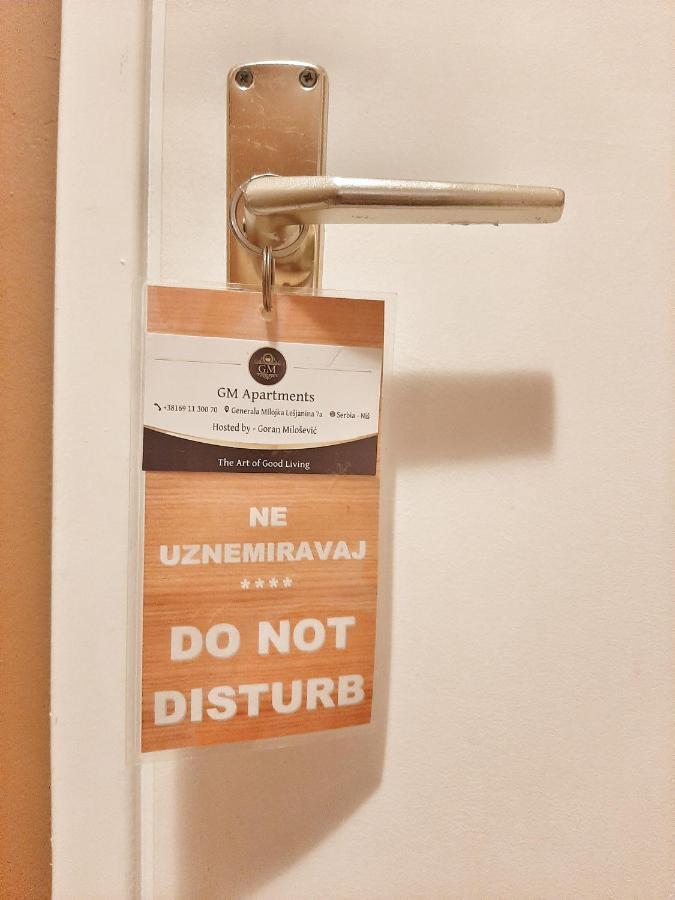 GM
GM Apartments
+38169 11 300 70 Generala Milojka Lešjanina 7a Serbia - Niš
Hosted by - Goran Milošević
The Art of Good Living
NE
UZNEMIRAVAJ
****
DO NOT
DISTURB